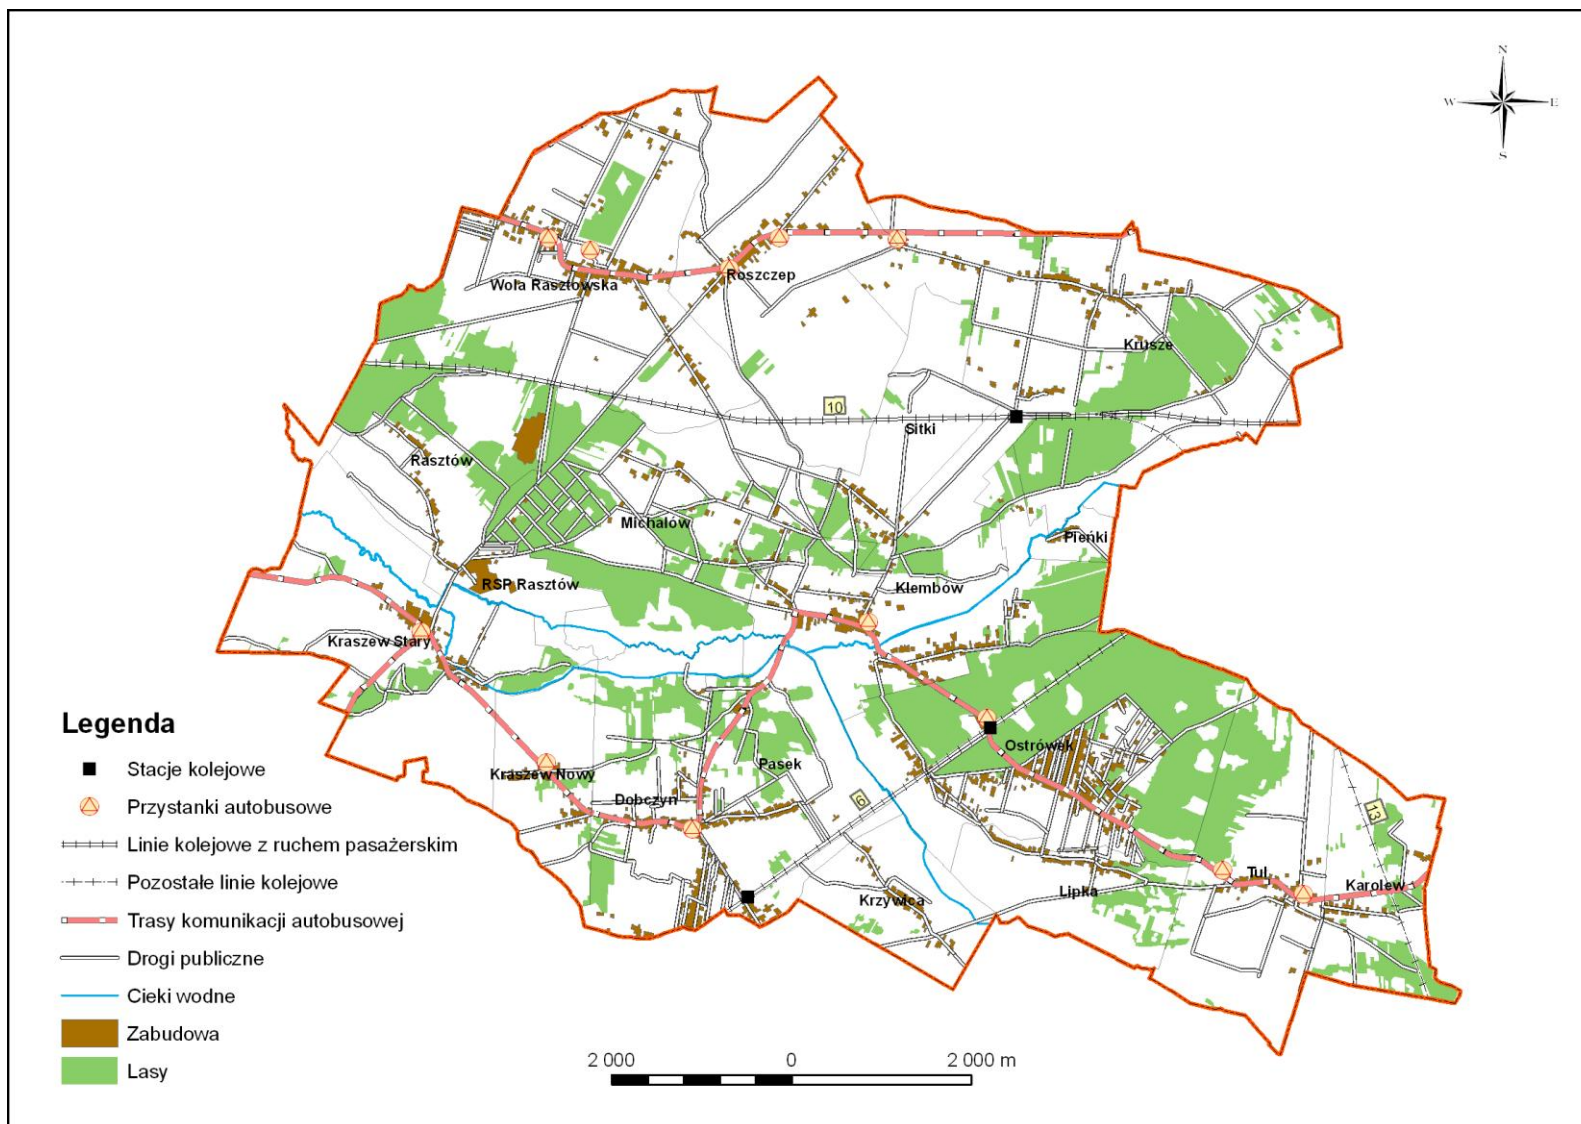 N
W E
S
Wola Rasztowska
Roszczep
Krusze
10
Sitki
Rasztów
Michałów
Pieńki
RSP Rasztów
Klembów
Kraszew Stary
Ostrówek
Pasek
Kraszew Nowy
Dobczyn
6
13
Tul
Karolew
Lipka
Krzywica
Legenda
Stacje kolejowe
Przystanki autobusowe
Linie kolejowe z ruchem pasażerskim
Pozostałe linie kolejowe
Trasy komunikacji autobusowej
Drogi publiczne
Cieki wodne
Zabudowa
Lasy
2 000 0 2 000 m